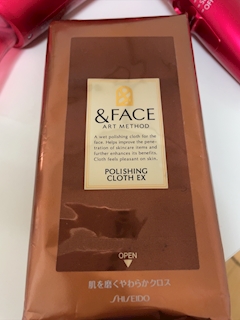 &FACE
ART METHOD
A wet polishing cloth for the
face. Helps improve the pene-
tration of skincare items and
further enhances its benefits.
Cloth feels pleasant on skin.
POLISHING
CLOTH EX
OPEN
肌を磨くやわらかクロス
SHISEIDO